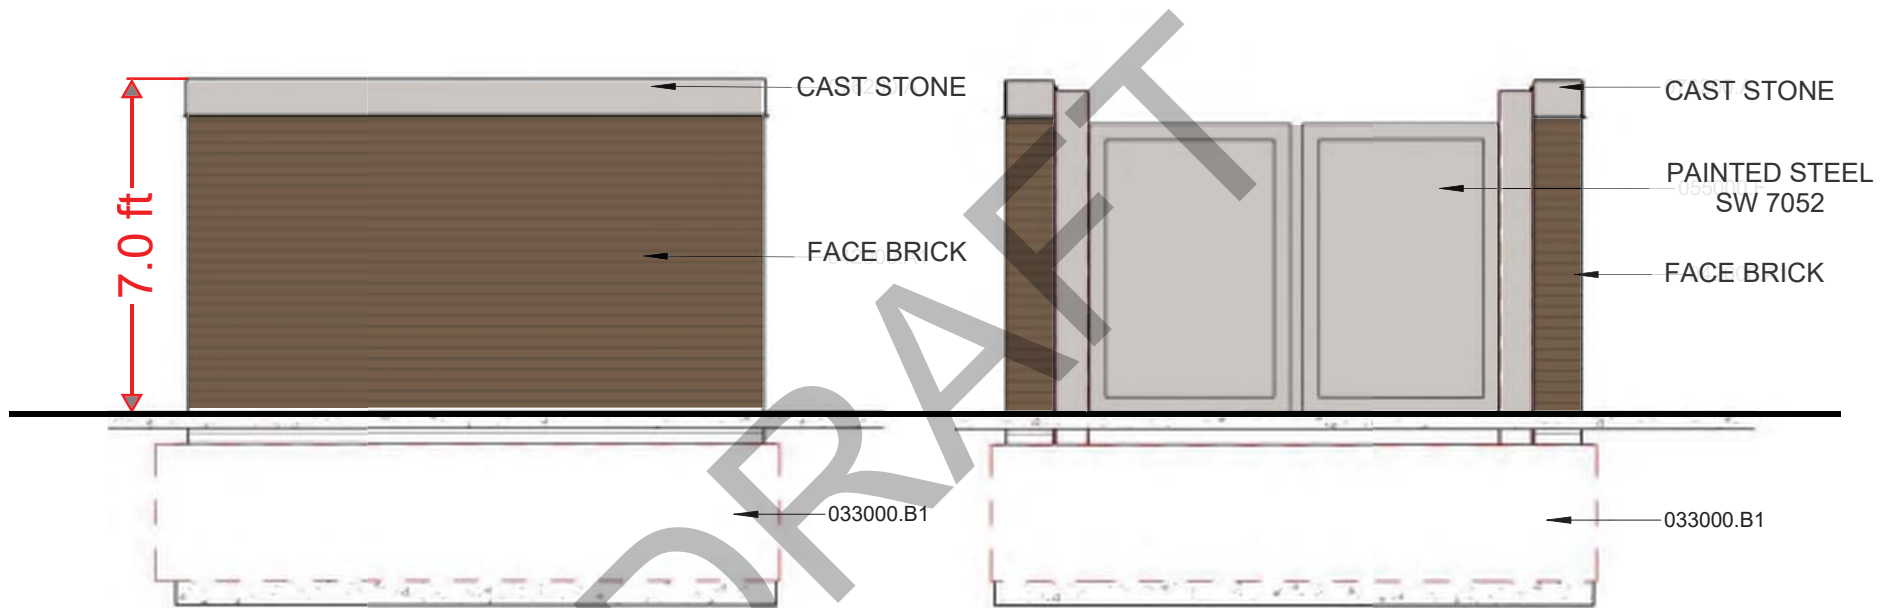 CAST STONE
7.0 ft
FACE BRICK
033000.B1
CAST STONE
PAINTED STEEL
SW 7052
055000.F
FACE BRICK
033000.B1
DRAFT